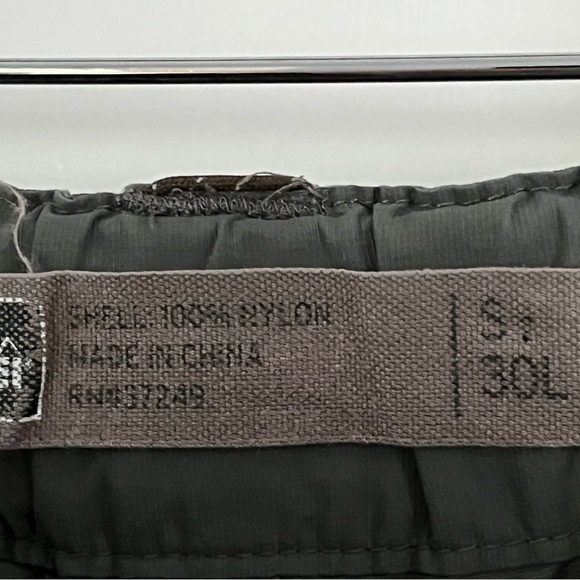 SHELL: 100% NYLON
MADE IN CHINA
S
30L